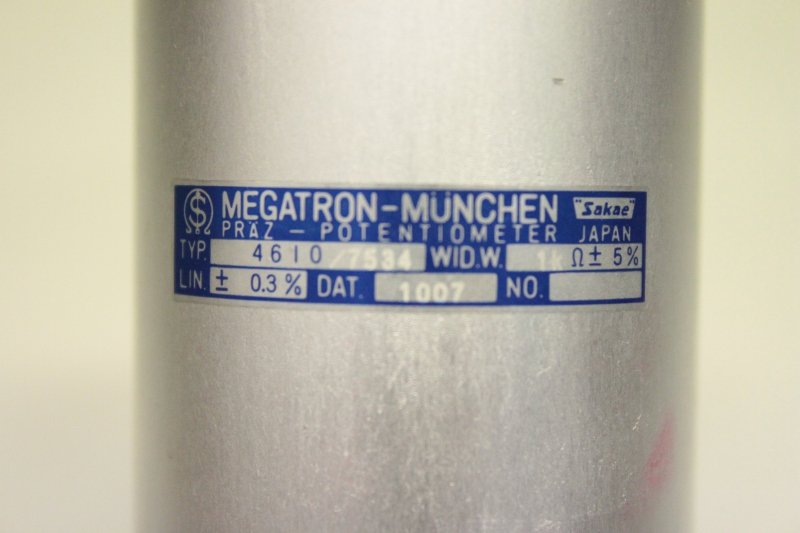 MEGATRON-MÜNCHEN "Sakae"
PRÄZ - POTENTIOMETER JAPAN
TYP. 4610/7534 WID.W. 1k Ω ± 5%
LIN. ± 0.3% DAT. 1007 NO.